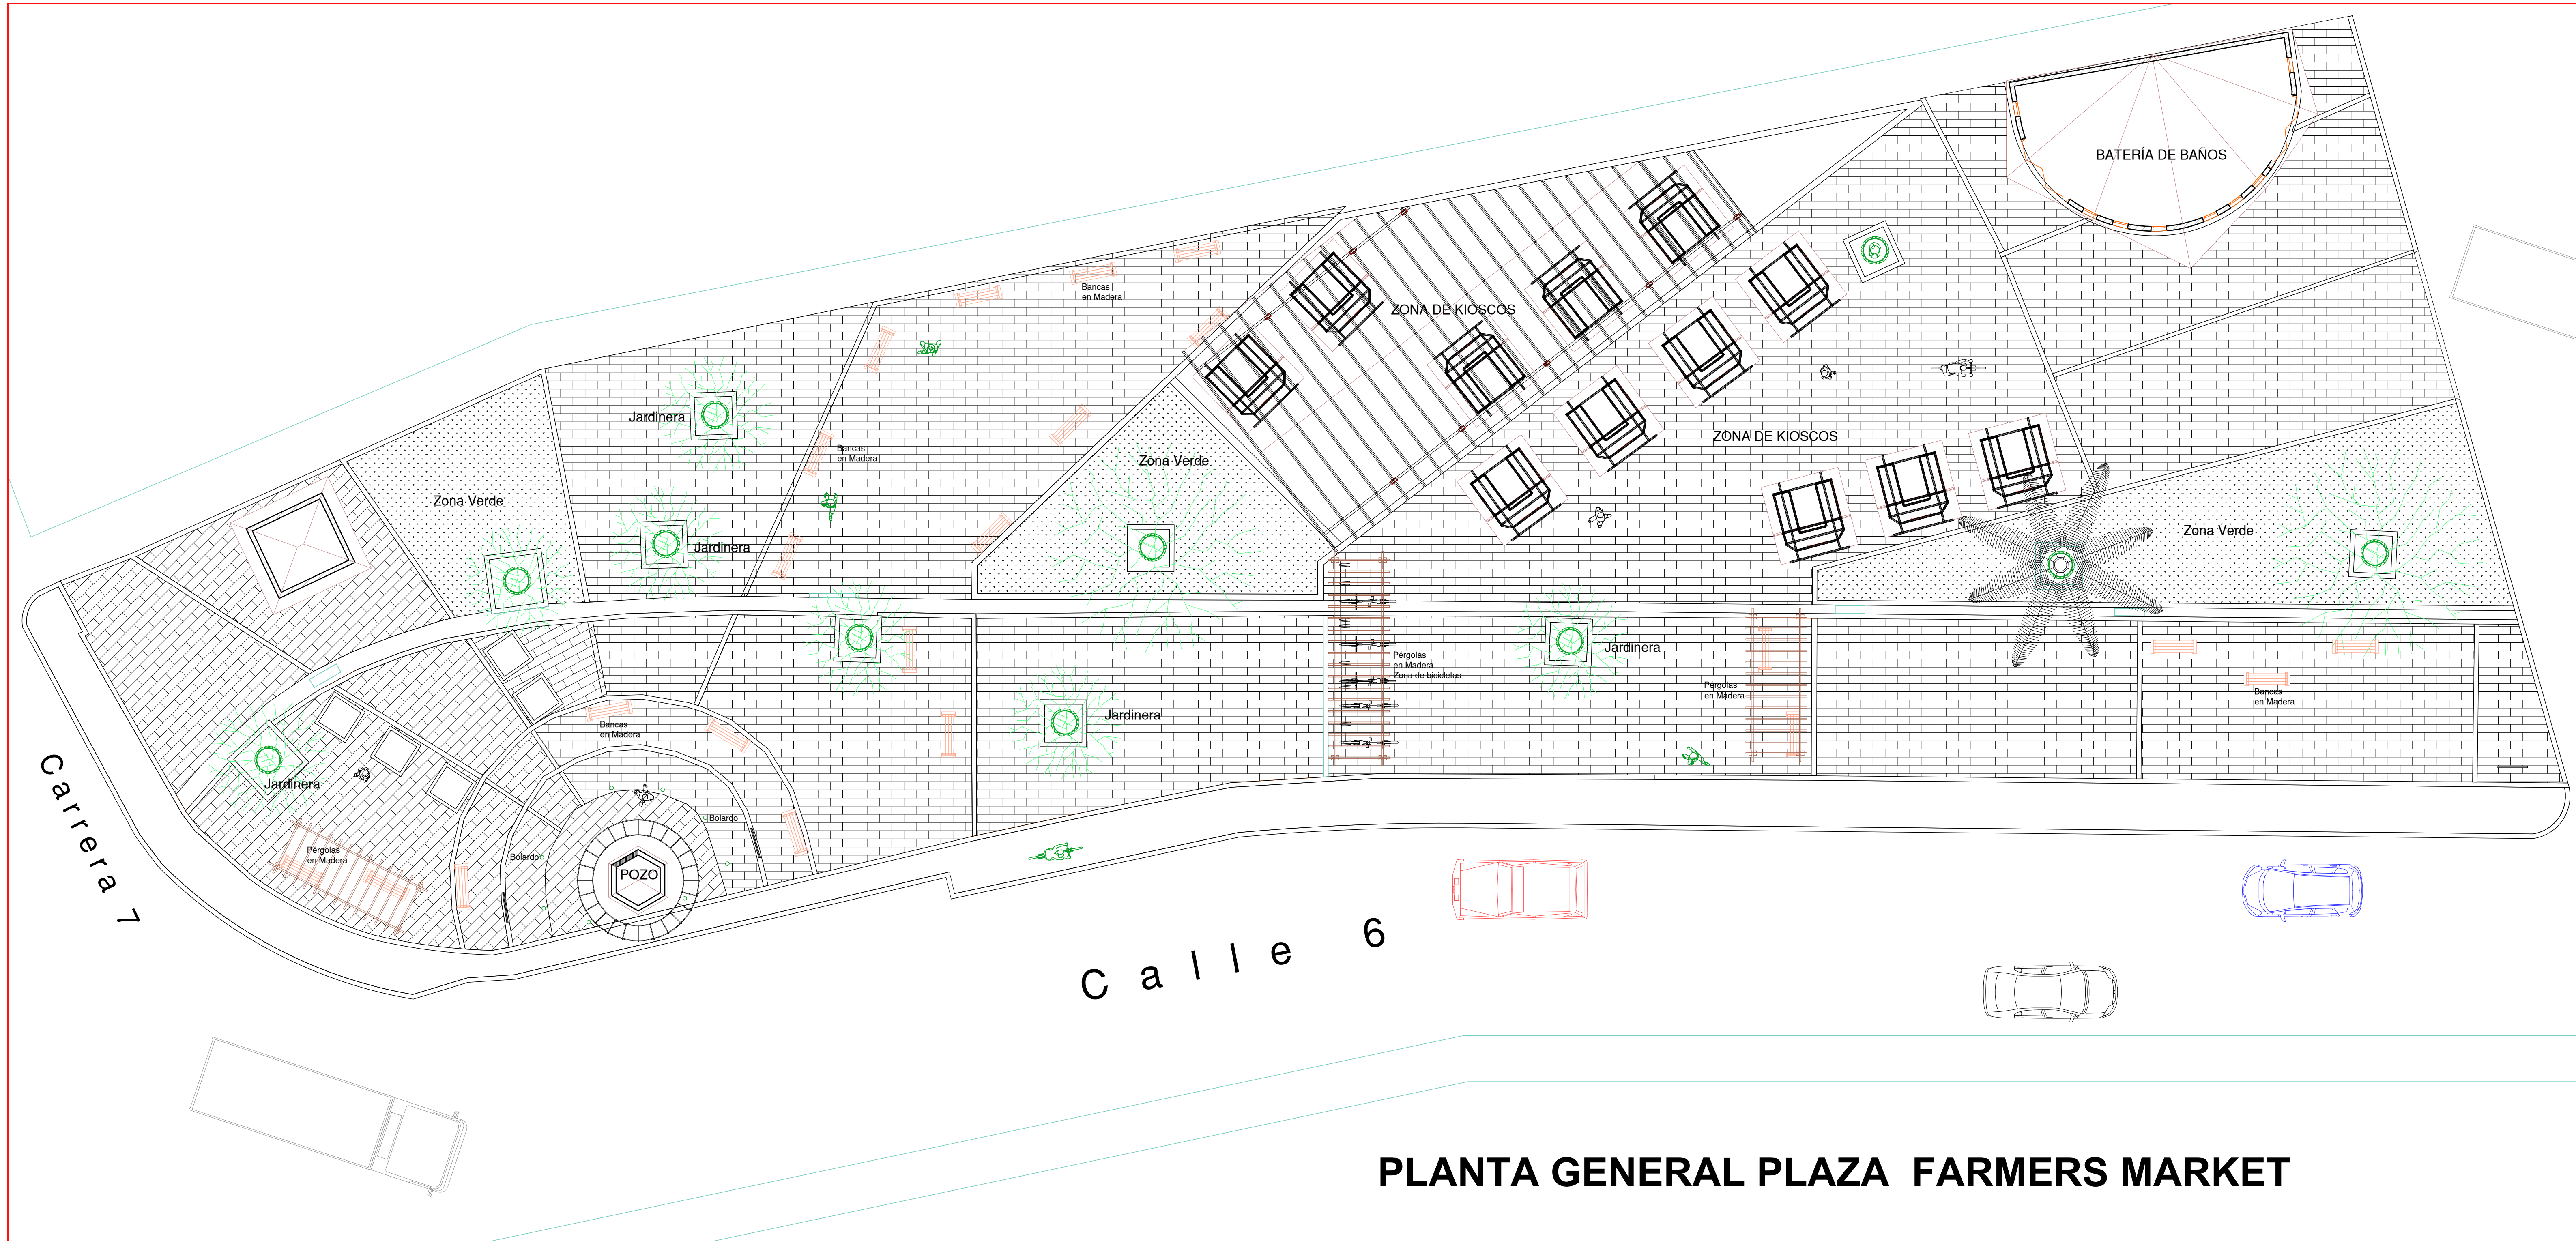 BATERÍA DE BAÑOS
Bancas
en Madera
ZONA DE KIOSCOS
Jardinera
Bancas
en Madera
ZONA DE KIOSCOS
Zona Verde
Zona Verde
Zona Verde
Jardinera
Jardinera
Pérgolas
en Madera
Zona de bicicletas
Pérgolas
en Madera
Bancas
en Madera
Jardinera
Bancas
en Madera
Jardinera
Bolardo
Pérgolas
en Madera
Bolardo
POZO
Carrera 7
Calle 6
PLANTA GENERAL PLAZA FARMERS MARKET